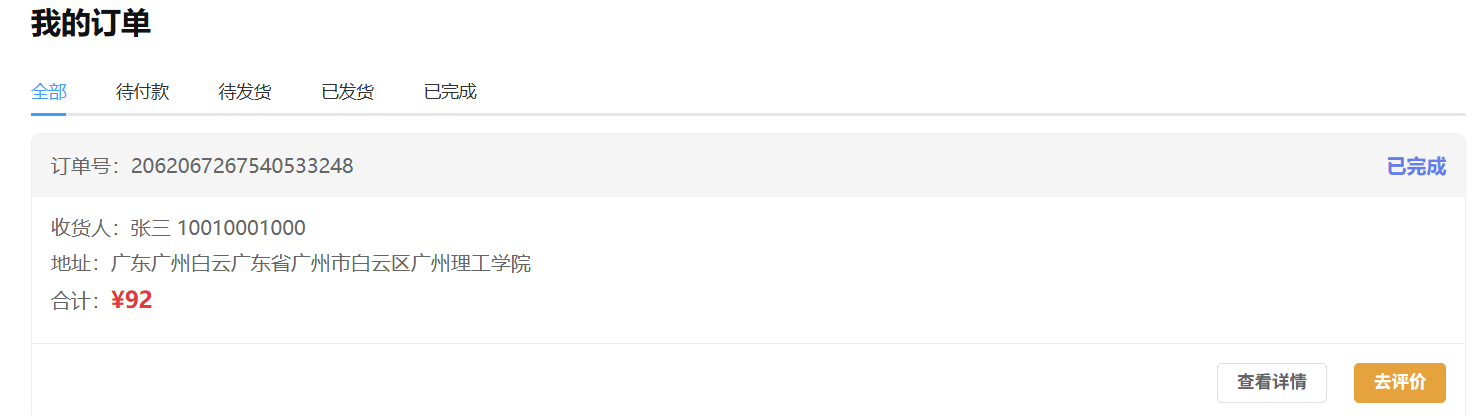 我的订单
全部 待付款 待发货 已发货 已完成
订单号：2062067267540533248 已完成
收货人：张三 10010001000
地址：广东广州白云广东省广州市白云区广州理工学院
合计：¥92
查看详情 去评价